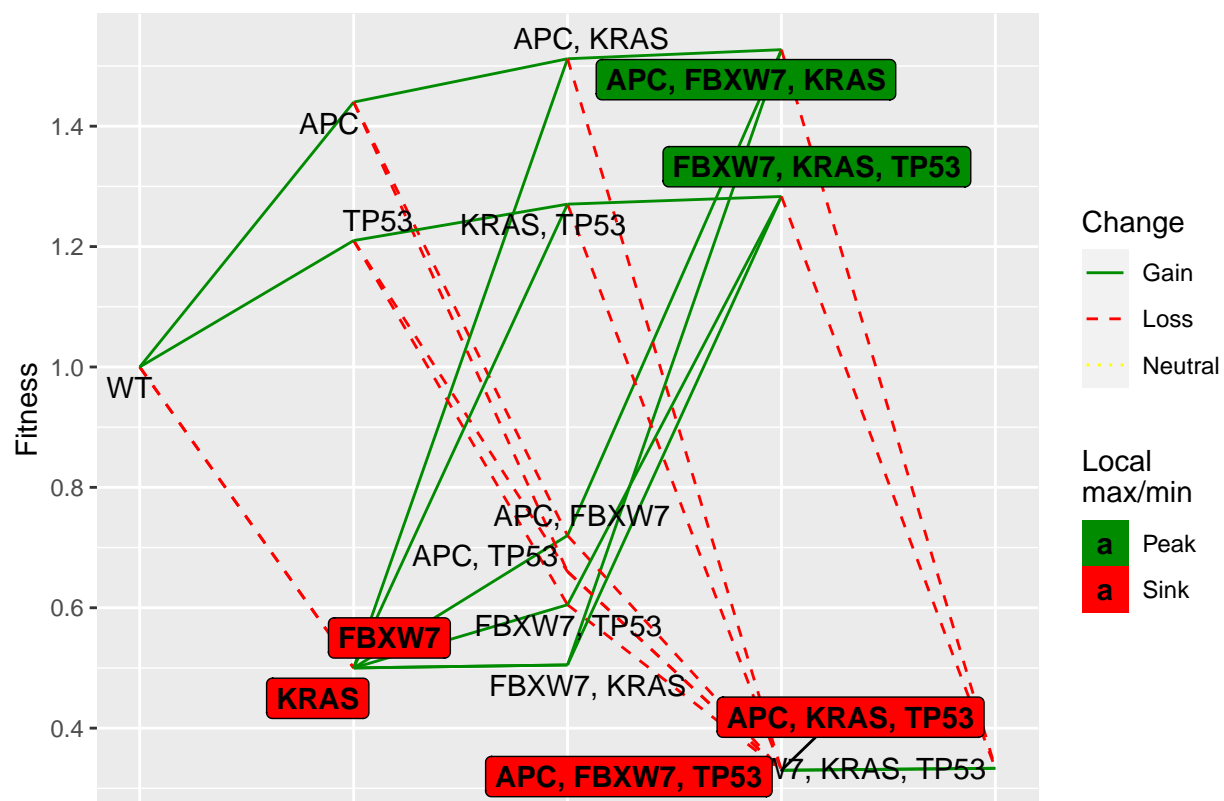 APC, KRAS
APC, FBXW7, KRAS
APC
FBXW7, KRAS, TP53
TP53
KRAS, TP53
WT
APC, FBXW7
APC, TP53
FBXW7
FBXW7, TP53
KRAS
FBXW7, KRAS
APC, KRAS, TP53
APC, FBXW7, TP53
KRAS, TP53
1.4
1.2
1.0
0.8
0.6
0.4
Fitness
Change
Gain
Loss
Neutral
Local
max/min
a Peak
a Sink